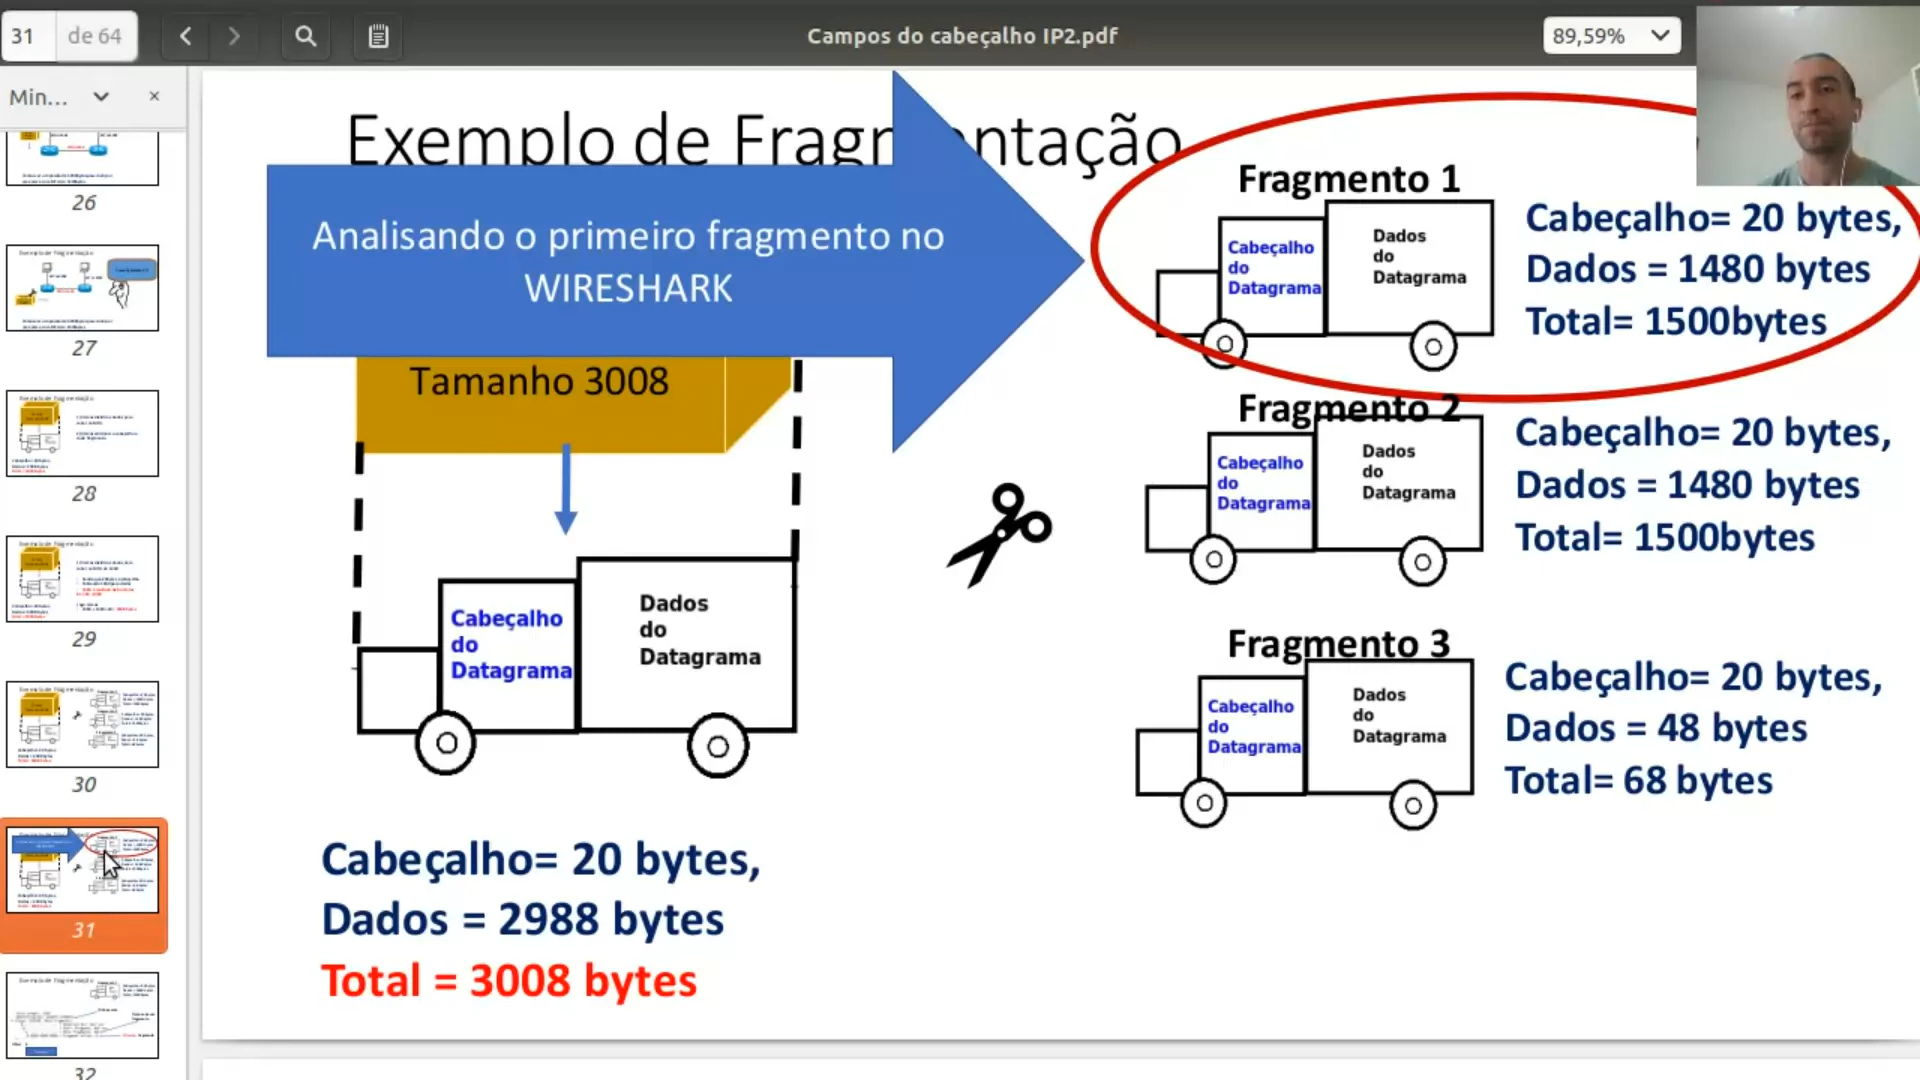 31
de 64
Campos do cabeçalho IP2.pdf
89,59%
Min...
26
27
28
29
30
31
32
Exemplo de Fragmentação
Analisando o primeiro fragmento no
WIRESHARK
Tamanho 3008
Cabeçalho
do
Datagrama
Dados
do
Datagrama
Cabeçalho= 20 bytes,
Dados = 2988 bytes
Total = 3008 bytes
Fragmento 1
Cabeçalho
do
Datagrama
Dados
do
Datagrama
Cabeçalho= 20 bytes,
Dados = 1480 bytes
Total= 1500bytes
Fragmento 2
Cabeçalho
do
Datagrama
Dados
do
Datagrama
Cabeçalho= 20 bytes,
Dados = 1480 bytes
Total= 1500bytes
Fragmento 3
Cabeçalho
do
Datagrama
Dados
do
Datagrama
Cabeçalho= 20 bytes,
Dados = 48 bytes
Total= 68 bytes